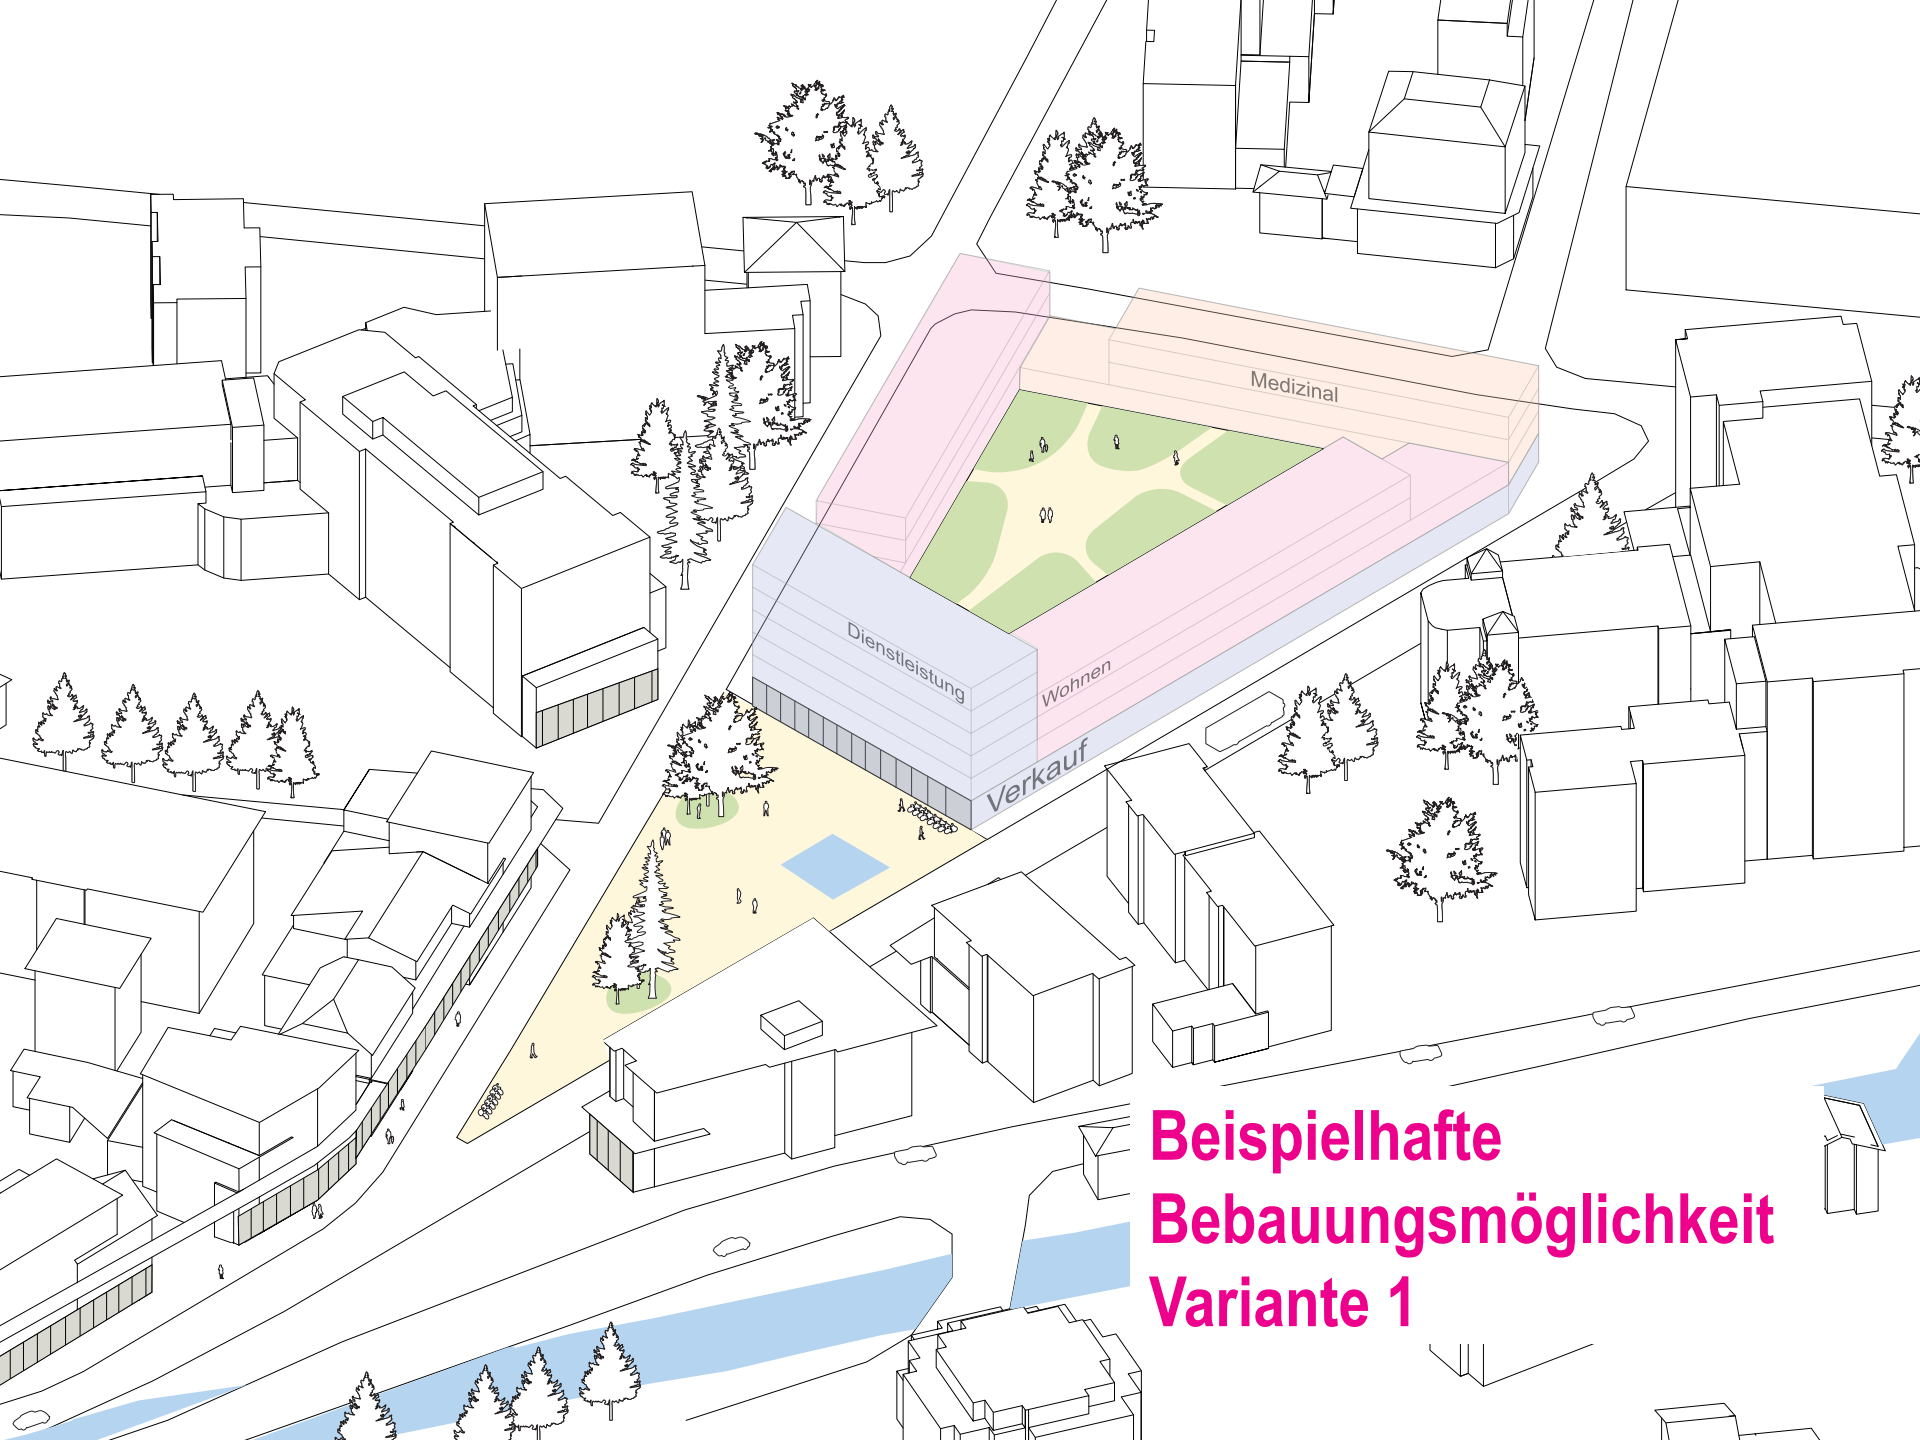 Medizinal
Dienstleistung
Wohnen
Verkauf
Beispielhafte
Bebauungsmöglichkeit
Variante 1